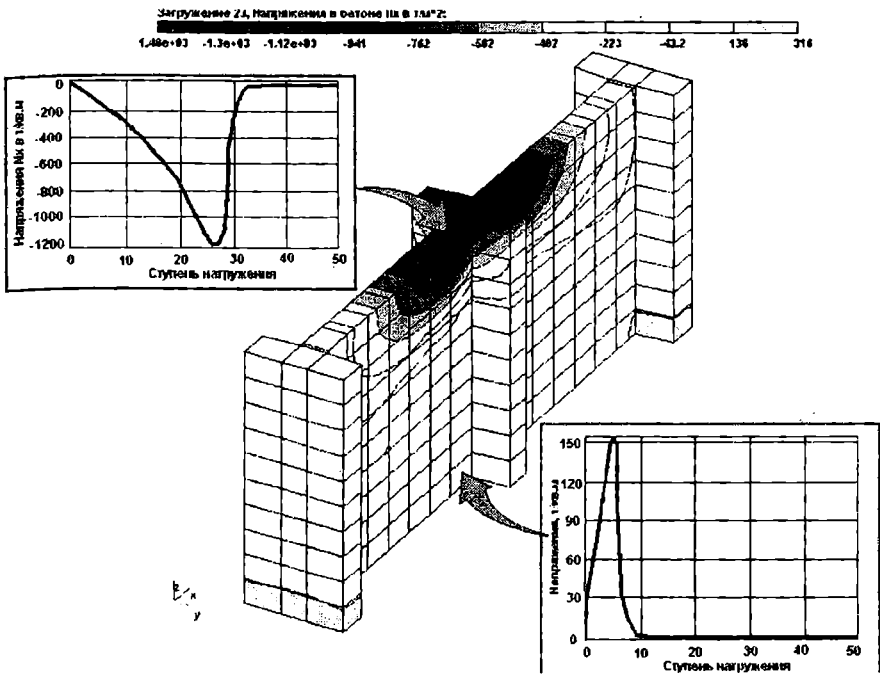 Загружение 23, Напряжения в бетоне Nx в т/м^2:
1.48e+03 -1.3e+03 -1.12e+03 -941 -762 -582 -402 -223 -43.2 136 316
Напряжения Nx в т/кв.м
0
-200
-400
-600
-800
-1000
-1200
0 10 20 30 40 50
Ступень нагружения
z x
y
Напряжения, т/кв.м
150
120
90
60
30
0
0 10 20 30 40 50
Ступень нагружения